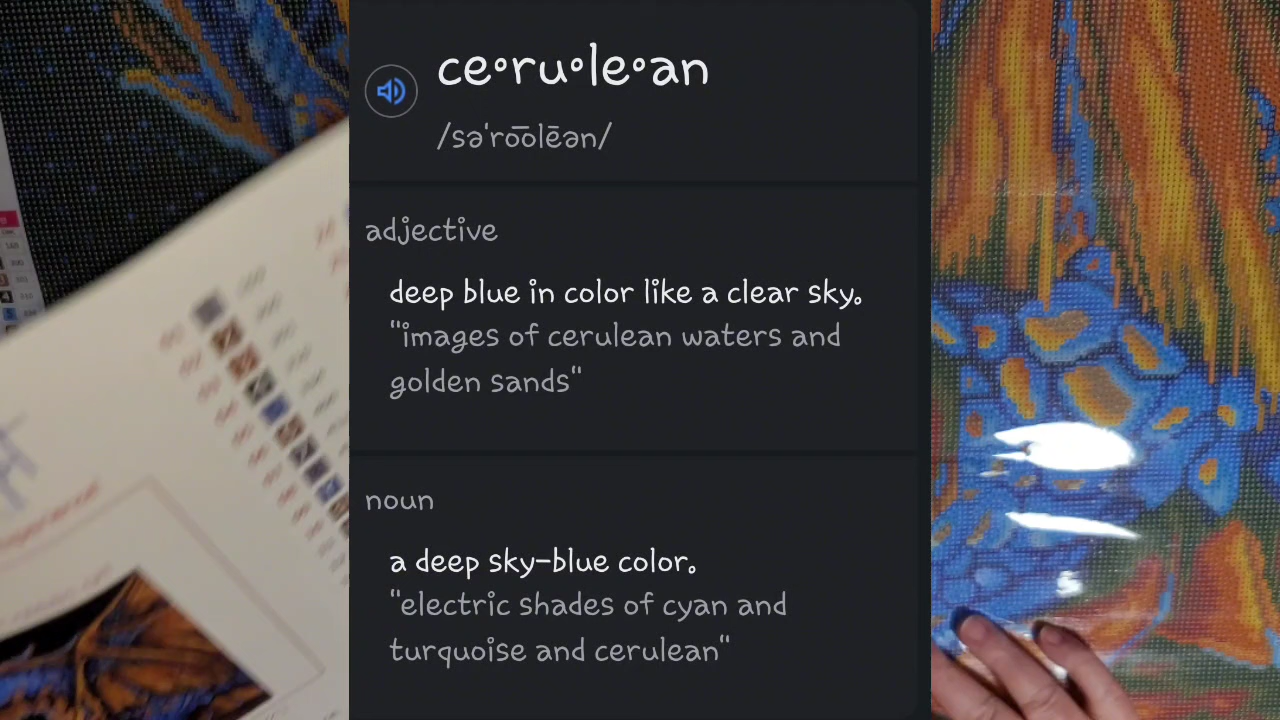 ce•ru•le•an
/səˈro͞olēən/
adjective
deep blue in color like a clear sky.
"images of cerulean waters and
golden sands"
noun
a deep sky-blue color.
"electric shades of cyan and
turquoise and cerulean"